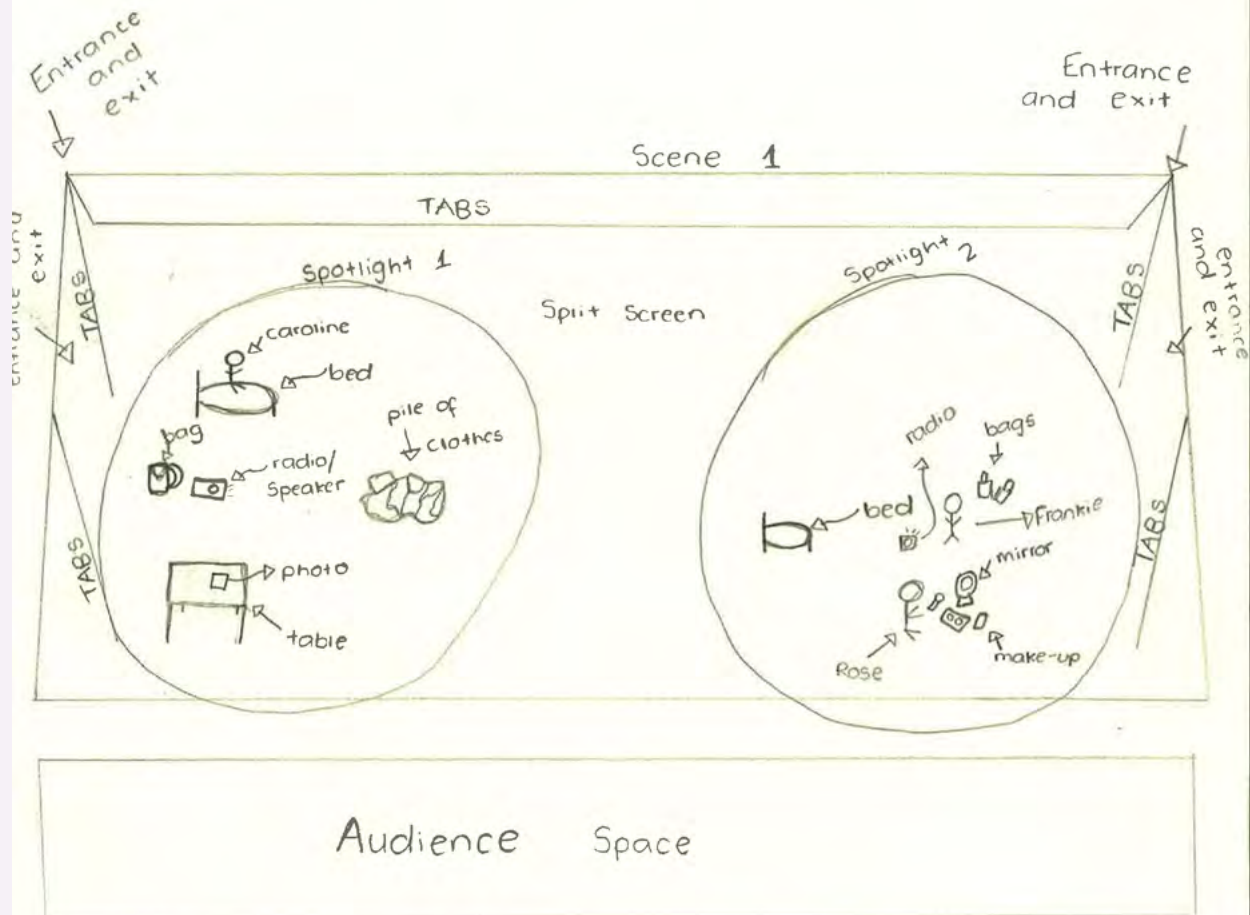 Entrance
and
exit
Entrance
and exit
Scene 1
TABS
entrance and
exit
TABS
Spotlight 1
Split Screen
Spotlight 2
TABS
entrance
and exit
caroline
bed
bag
radio/
Speaker
pile of
clothes
TABS
photo
table
radio
bags
bed
Frankie
mirror
Rose
make-up
TABS
Audience Space